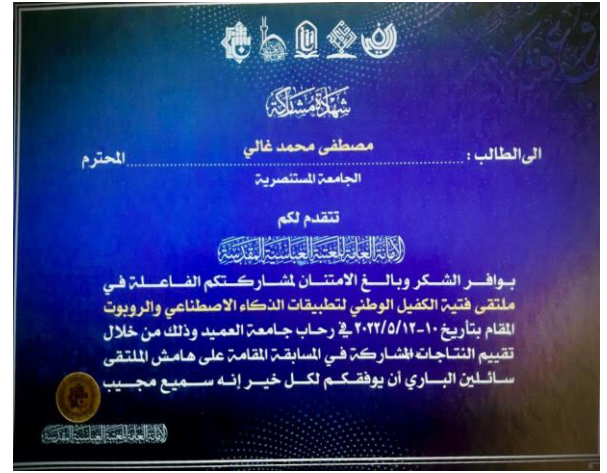 شهادة مشاركة
الى الطالب : مصطفى محمد غالي المحترم
الجامعة المستنصرية
تتقدم لكم
الأمانة العامة للعتبة العباسية المقدسة
بوافر الشكر وبالغ الامتنان لمشاركتكم الفاعلة في
ملتقى فتية الكفيل الوطني لتطبيقات الذكاء الاصطناعي والروبوت
المقام بتأريخ ١٠-٢٠٢٢/٥/١٢ في رحاب جامعة العميد وذلك من خلال
تقييم النتاجات المشاركة في المسابقة المقامة على هامش الملتقى
سائلين الباري أن يوفقكم لكل خير إنه سميع مجيب
الأمانة العامة للعتبة العباسية المقدسة